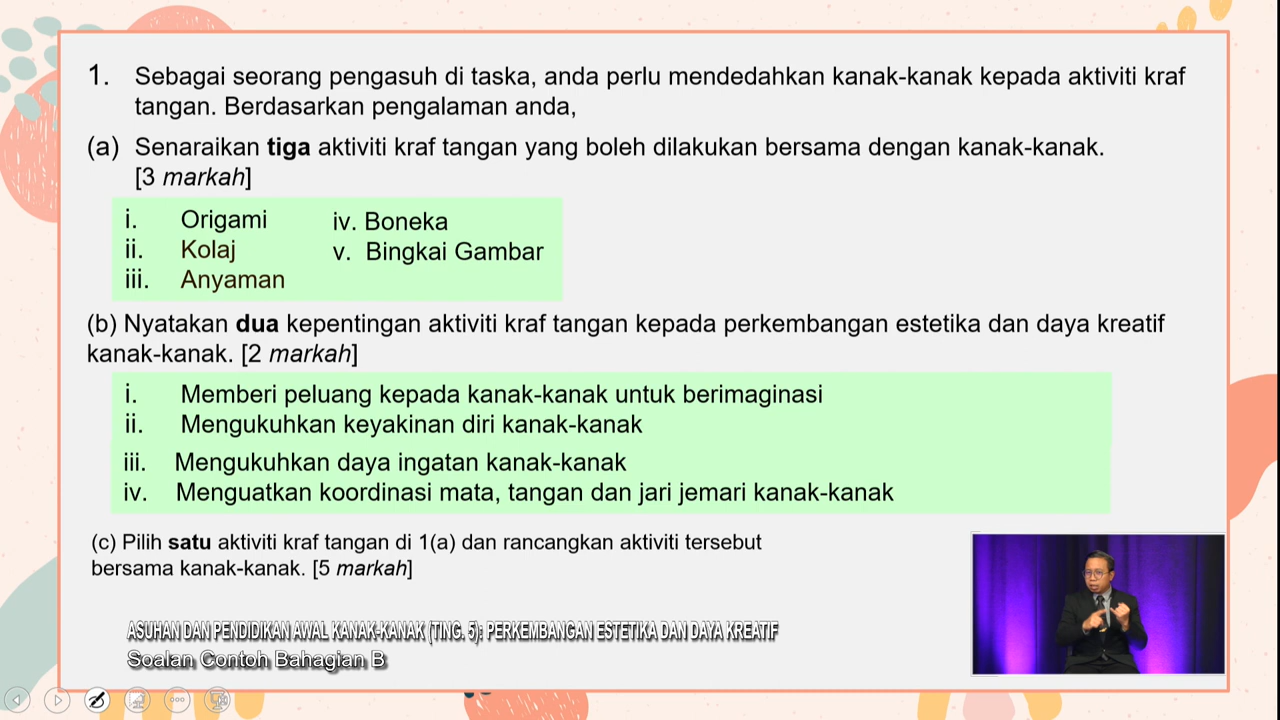 1. Sebagai seorang pengasuh di taska, anda perlu mendedahkan kanak-kanak kepada aktiviti kraf
tangan. Berdasarkan pengalaman anda,
(a) Senaraikan tiga aktiviti kraf tangan yang boleh dilakukan bersama dengan kanak-kanak.
[3 markah]
i. Origami
ii. Kolaj
iii. Anyaman
iv. Boneka
v. Bingkai Gambar
(b) Nyatakan dua kepentingan aktiviti kraf tangan kepada perkembangan estetika dan daya kreatif
kanak-kanak. [2 markah]
i. Memberi peluang kepada kanak-kanak untuk berimaginasi
ii. Mengukuhkan keyakinan diri kanak-kanak
iii. Mengukuhkan daya ingatan kanak-kanak
iv. Menguatkan koordinasi mata, tangan dan jari jemari kanak-kanak
(c) Pilih satu aktiviti kraf tangan di 1(a) dan rancangkan aktiviti tersebut
bersama kanak-kanak. [5 markah]
ASUHAN DAN PENDIDIKAN AWAL KANAK-KANAK (TING. 5): PERKEMBANGAN ESTETIKA DAN DAYA KREATIF
Soalan Contoh Bahagian B